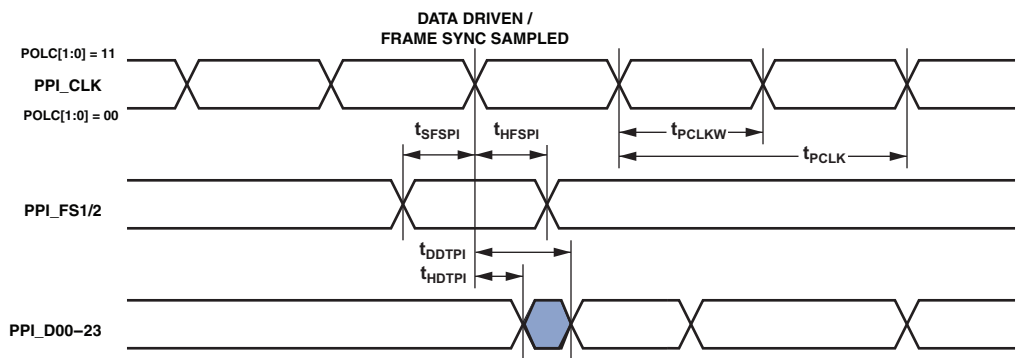 DATA DRIVEN /
FRAME SYNC SAMPLED
POLC[1:0] = 11
PPI_CLK
POLC[1:0] = 00
tSFSPI
tHFSPI
tPCLKW
tPCLK
PPI_FS1/2
tDDTPI
tHDTPI
PPI_D00–23